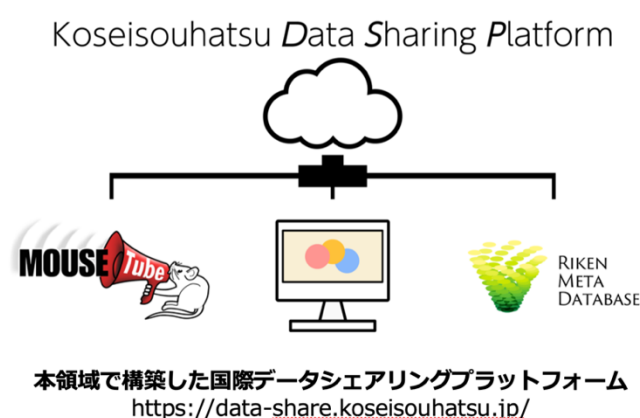 Koseisouhatsu Data Sharing Platform
MOUSE Tube
RIKEN
META
DATABASE
本領域で構築した国際データシェアリングプラットフォーム
https://data-share.koseisouhatsu.jp/